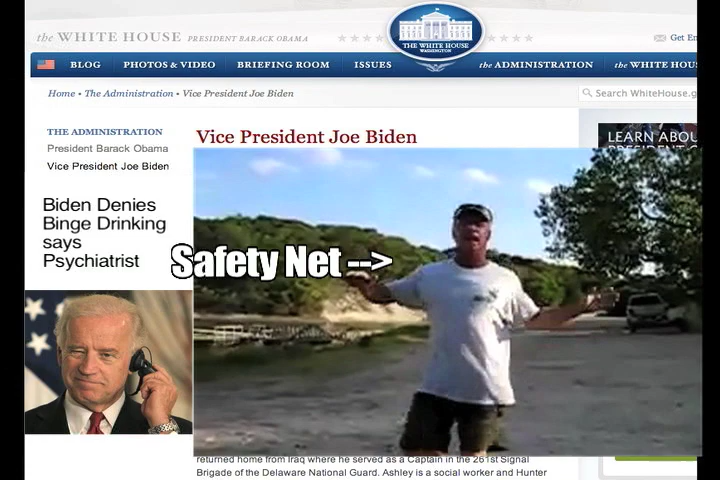 the WHITE HOUSE PRESIDENT BARACK OBAMA
THE WHITE HOUSE
WASHINGTON
Get Em
BLOG PHOTOS & VIDEO BRIEFING ROOM ISSUES the ADMINISTRATION the WHITE HOU
Home • The Administration • Vice President Joe Biden
Search WhiteHouse.g
THE ADMINISTRATION
President Barack Obama
Vice President Joe Biden
Vice President Joe Biden
LEARN ABOU
PRESIDENT
Biden Denies
Binge Drinking
says
Psychiatrist
Safety Net -->
returned home from Iraq where he served as a Captain in the 261st Signal
Brigade of the Delaware National Guard. Ashley is a social worker and Hunter